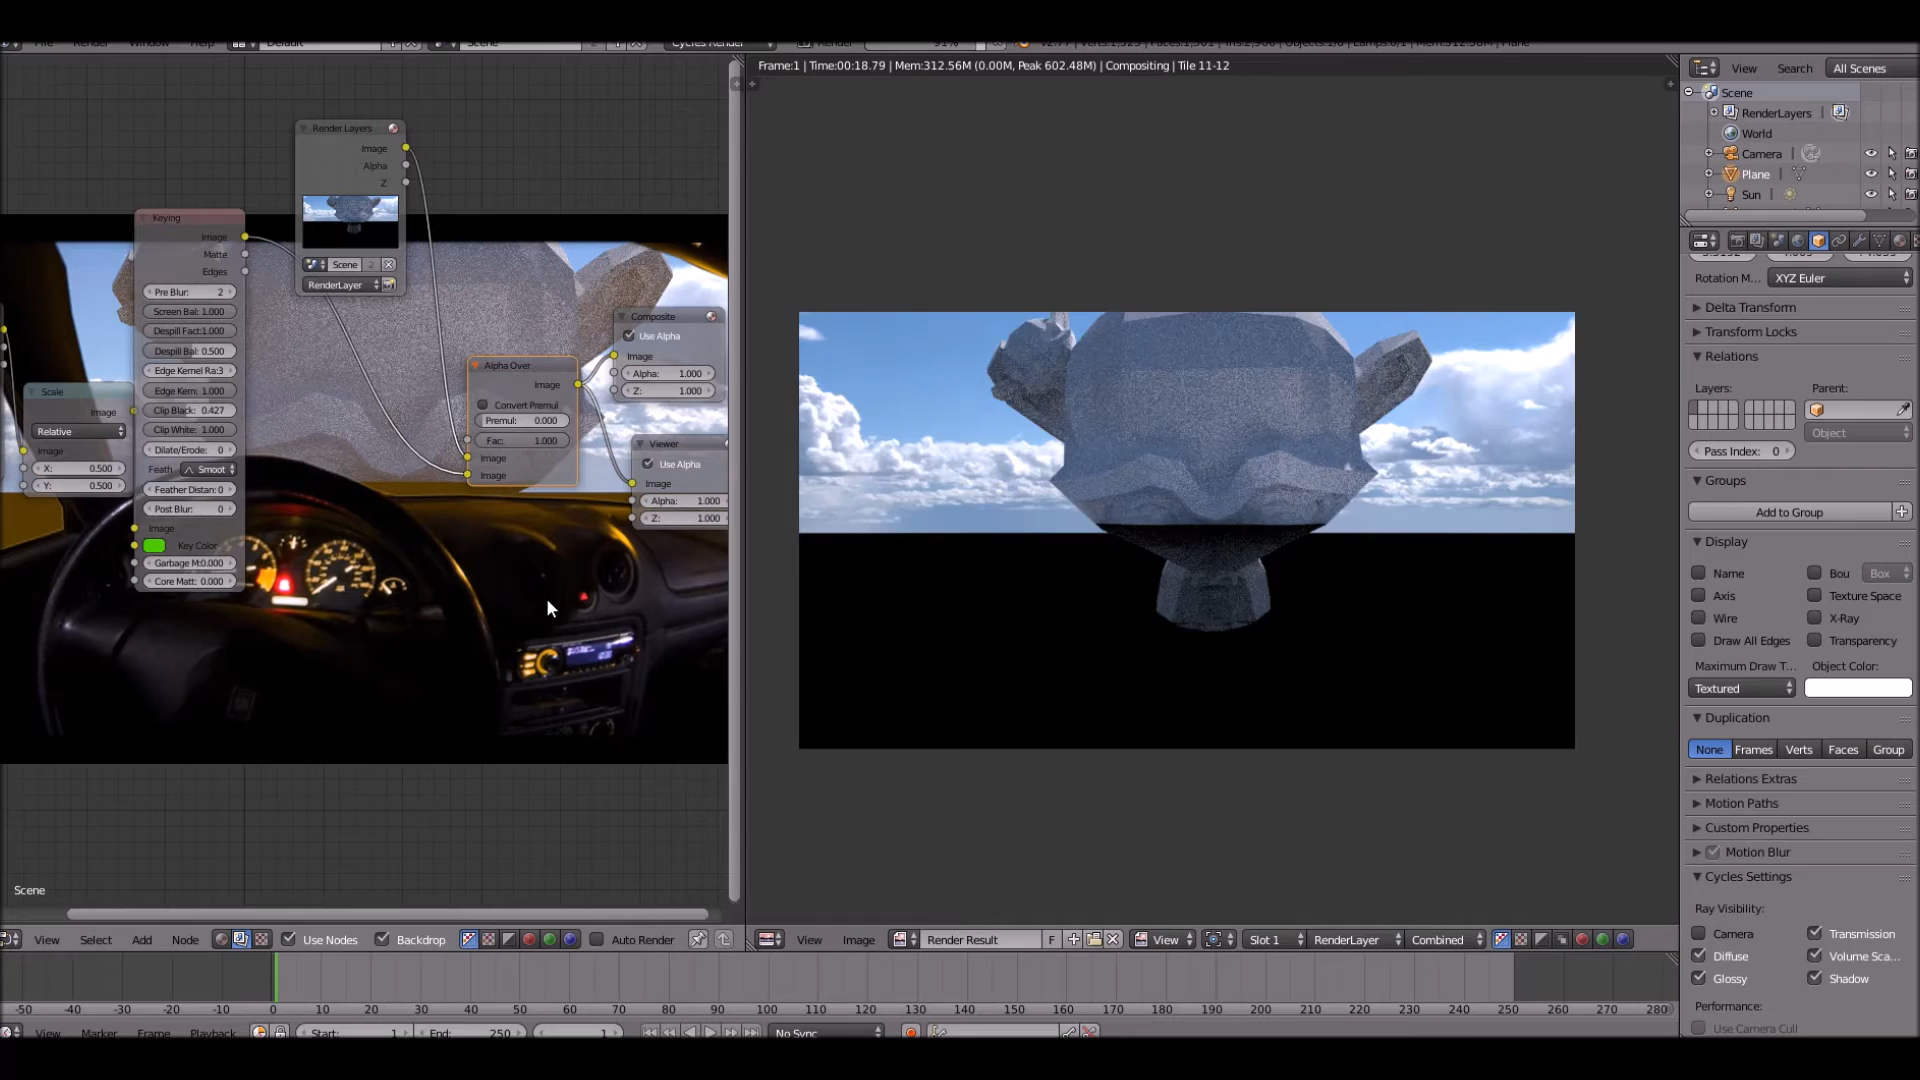 File Render Window Help Default Scene 2 Cycles Render Render 91%
Frame:1 | Time:00:18.79 | Mem:312.56M (0.00M, Peak 602.48M) | Compositing | Tile 11-12
View Search All Scenes
Scene
RenderLayers
World
Camera
Plane
Sun
Render Layers
Image
Alpha
Z
Scene 2
RenderLayer
Keying
Image
Matte
Edges
Pre Blur: 2
Screen Bal: 1.000
Despill Fact:1.000
Despill Bal: 0.500
Edge Kernel Ra:3
Edge Kern: 1.000
Clip Black: 0.427
Clip White: 1.000
Dilate/Erode: 0
Feath Smoot
Feather Distan: 0
Post Blur: 0
Image
Key Color
Garbage M:0.000
Core Matt: 0.000
Scale
Image
Relative
Image
X: 0.500
Y: 0.500
Alpha Over
Image
Convert Premul
Premul: 0.000
Fac: 1.000
Image
Image
Composite
Use Alpha
Image
Alpha: 1.000
Z: 1.000
Viewer
Use Alpha
Image
Alpha: 1.000
Z: 1.000
Rotation M... XYZ Euler
Delta Transform
Transform Locks
Relations
Layers: Parent:
Object
Pass Index: 0
Groups
Add to Group
Display
Name Bou Box
Axis Texture Space
Wire X-Ray
Draw All Edges Transparency
Maximum Draw T... Object Color:
Textured
Duplication
None Frames Verts Faces Group
Relations Extras
Motion Paths
Custom Properties
Motion Blur
Cycles Settings
Ray Visibility:
Camera Transmission
Diffuse Volume Sca...
Glossy Shadow
Performance:
Use Camera Cull
Scene
View Select Add Node Use Nodes Backdrop Auto Render
View Image Render Result F View Slot 1 RenderLayer Combined
-50 -40 -30 -20 -10 0 10 20 30 40 50 60 70 80 90 100 110 120 130 140 150 160 170 180 190 200 210 220 230 240 250 260 270 280
View Marker Frame Playback Start: 1 End: 250 1 No Sync